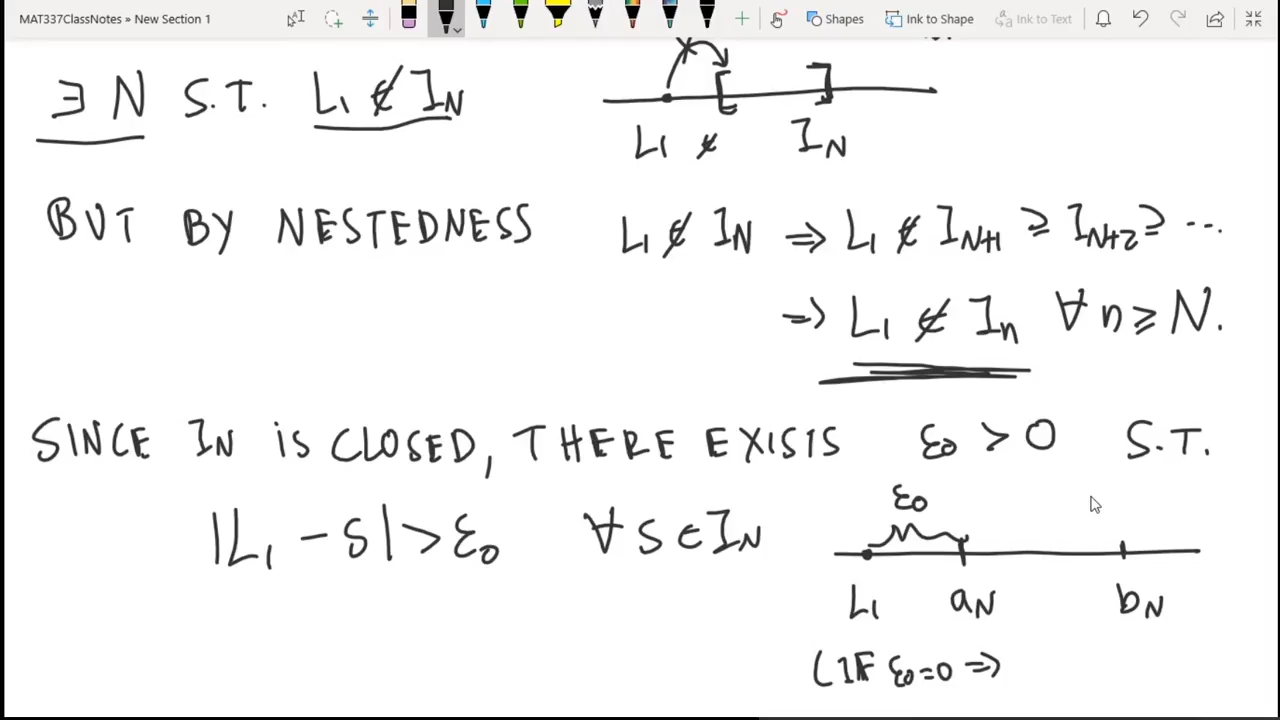 MAT337ClassNotes » New Section 1
Shapes
Ink to Shape
Ink to Text
∃ N S.T. L₁ ∉ I_N
L₁ ∉ I_N
BUT BY NESTEDNESS L₁ ∉ I_N ⇒ L₁ ∉ I_{N+1} ⊇ I_{N+2} ⊇ ...
⇒ L₁ ∉ I_n ∀ n ≥ N.
SINCE I_N iS CLOSED, THERE EXISIS ε₀ > 0 S.T.
|L₁ - s| > ε₀ ∀ s ∈ I_N
ε₀
L₁ a_N b_N
(IF ε₀=0 ⇒